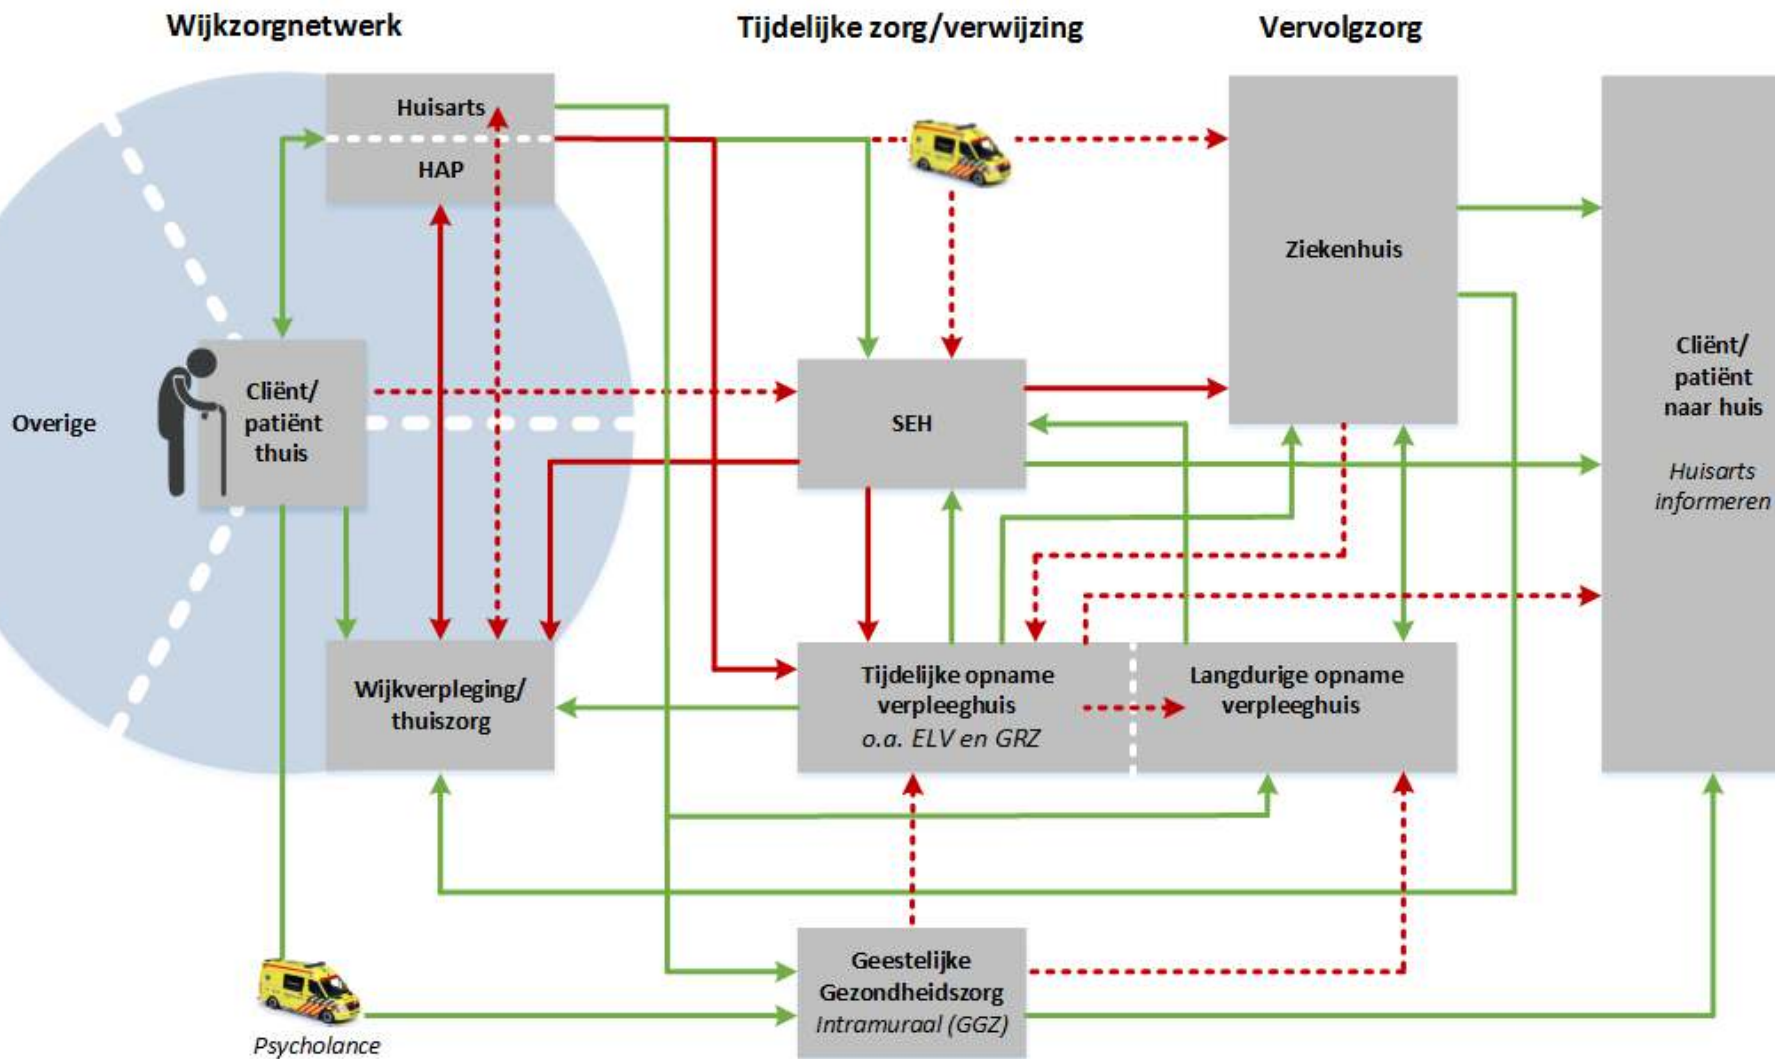 Wijkzorgnetwerk
Tijdelijke zorg/verwijzing
Vervolgzorg
Huisarts
HAP
Ziekenhuis
Overige
Cliënt/
patiënt
thuis
SEH
Cliënt/
patiënt
naar huis
Huisarts
informeren
Wijkverpleging/
thuiszorg
Tijdelijke opname
verpleeghuis
o.a. ELV en GRZ
Langdurige opname
verpleeghuis
Geestelijke
Gezondheidszorg
Intramuraal (GGZ)
Psycholance